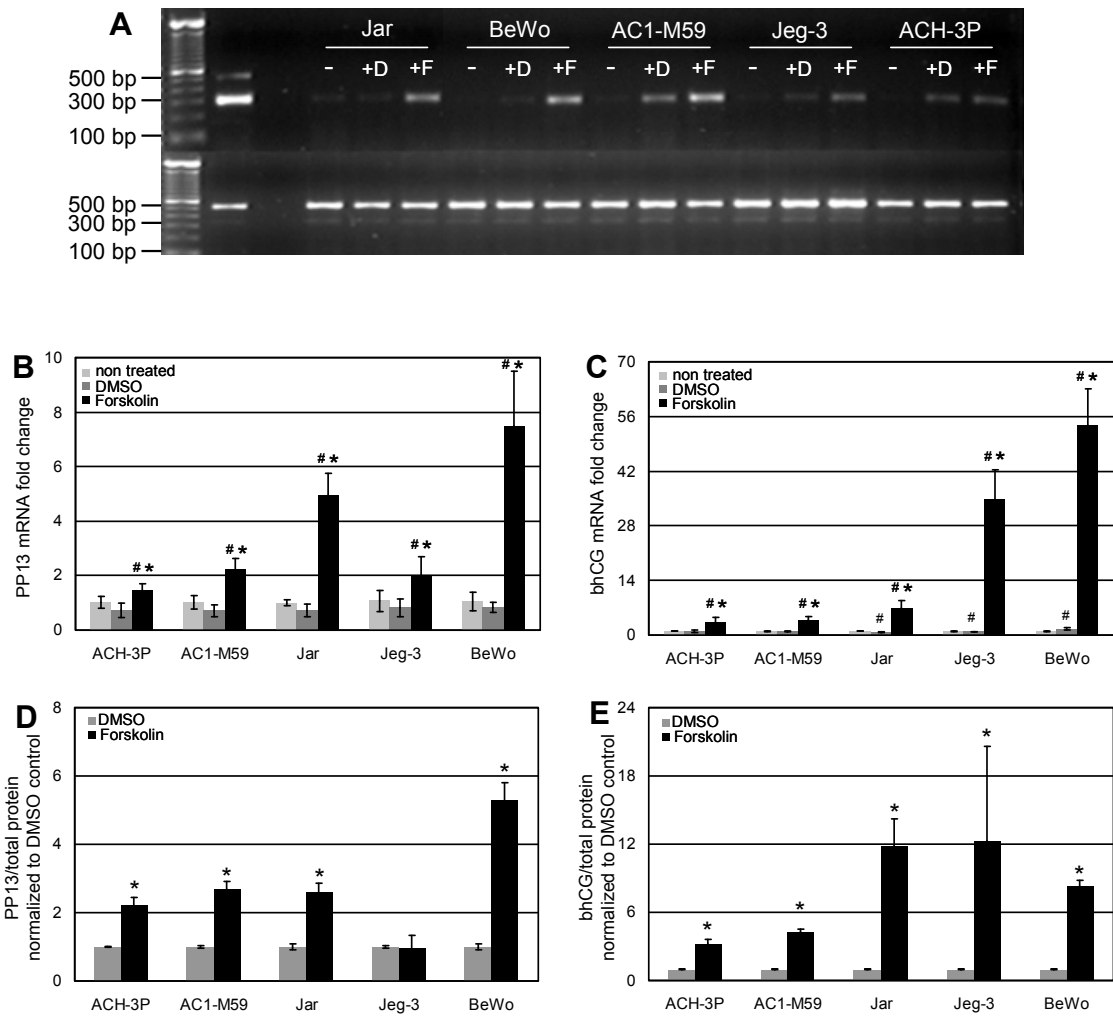 A
Jar BeWo AC1-M59 Jeg-3 ACH-3P
- +D +F - +D +F - +D +F - +D +F - +D +F
500 bp
300 bp
100 bp
500 bp
300 bp
100 bp
B
PP13 mRNA fold change
10
8
6
4
2
0
non treated
DMSO
Forskolin
#* #* #* #* #*
ACH-3P AC1-M59 Jar Jeg-3 BeWo
C
bhCG mRNA fold change
70
56
42
28
14
0
non treated
DMSO
Forskolin
#* #* # #* # #* # #*
ACH-3P AC1-M59 Jar Jeg-3 BeWo
D
PP13/total protein
normalized to DMSO control
8
6
4
2
0
DMSO
Forskolin
* * * *
ACH-3P AC1-M59 Jar Jeg-3 BeWo
E
bhCG/total protein
normalized to DMSO control
24
18
12
6
0
DMSO
Forskolin
* * * * *
ACH-3P AC1-M59 Jar Jeg-3 BeWo